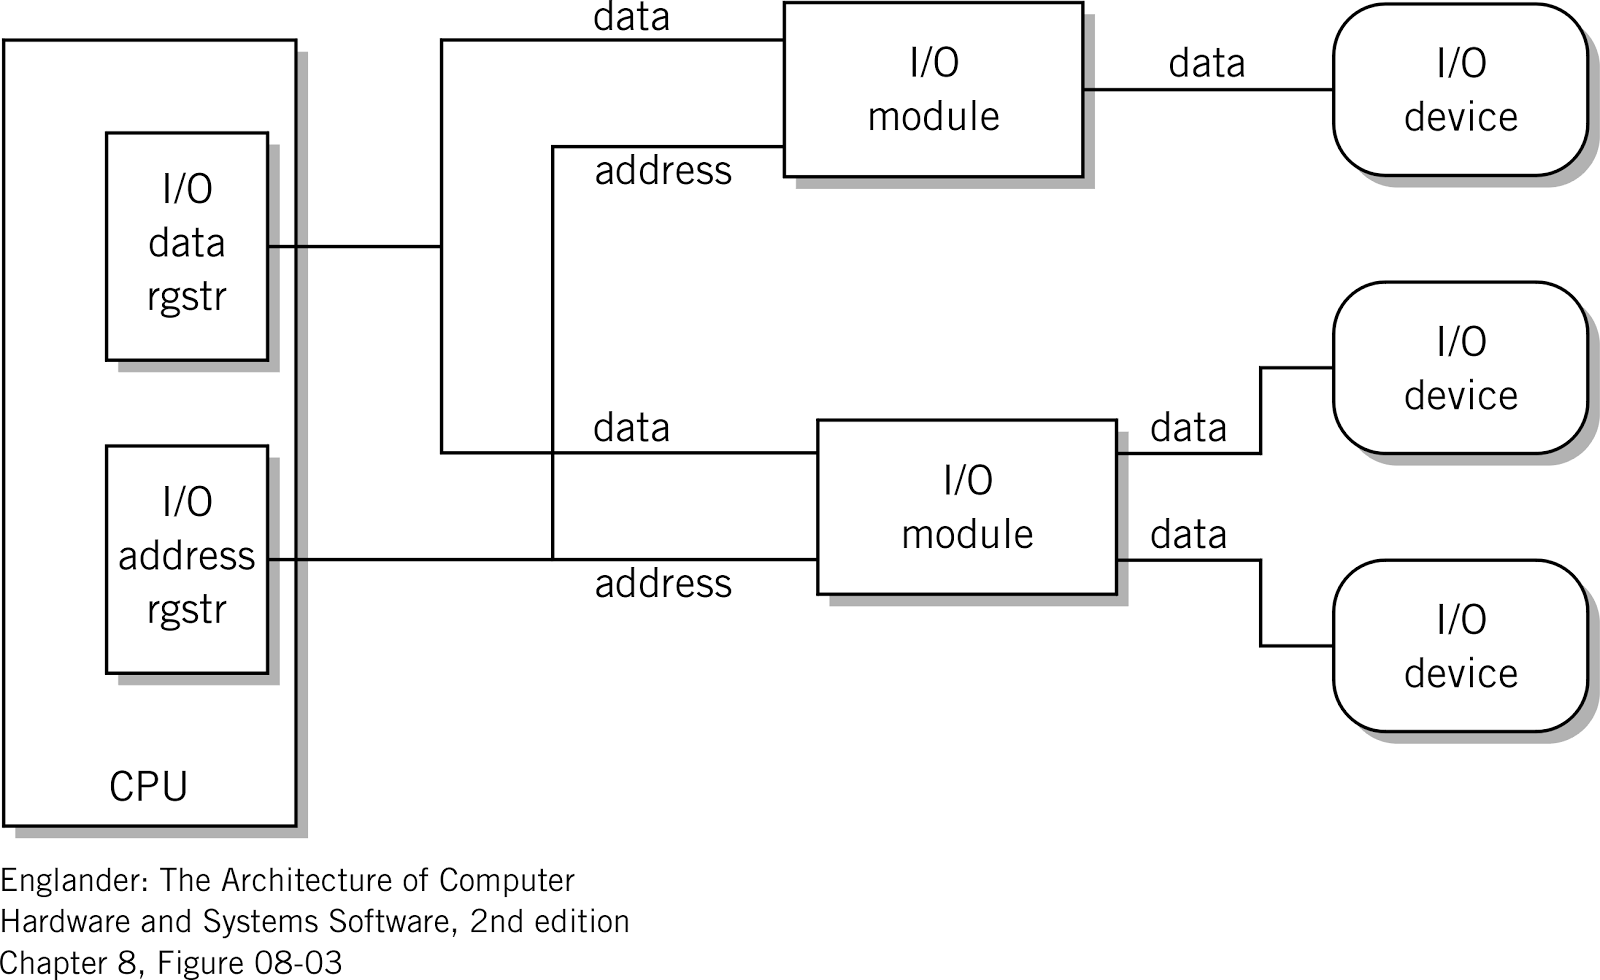 data
I/O
module
data
I/O
device
address
I/O
data
rgstr
I/O
device
data
I/O
module
data
data
I/O
address
rgstr
address
I/O
device
CPU
Englander: The Architecture of Computer
Hardware and Systems Software, 2nd edition
Chapter 8, Figure 08-03